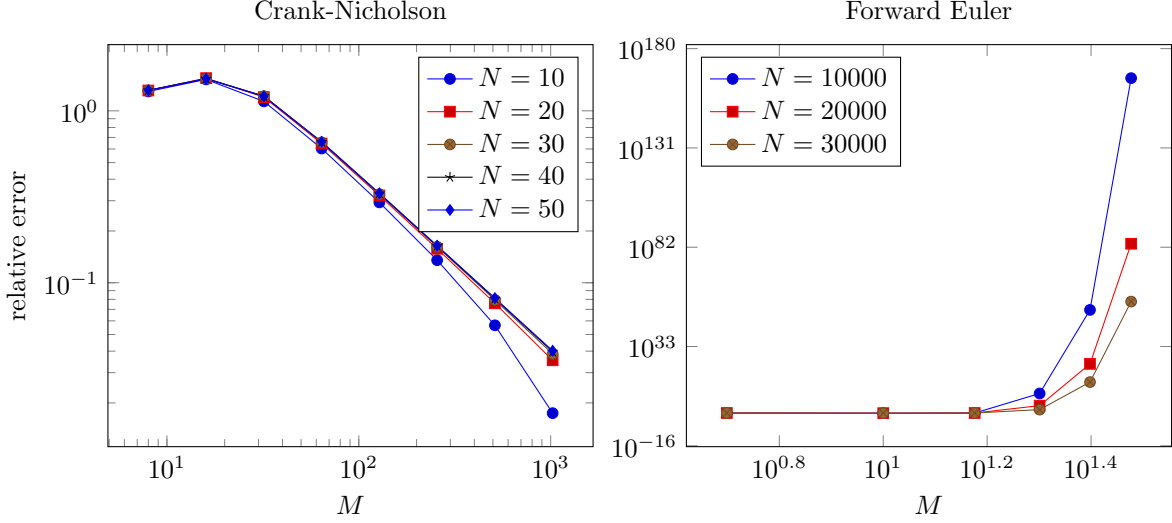 Crank-Nicholson
relative error
10^0
10^{-1}
10^1
10^2
10^3
M
N = 10
N = 20
N = 30
N = 40
N = 50
Forward Euler
10^{180}
10^{131}
10^{82}
10^{33}
10^{-16}
10^{0.8}
10^1
10^{1.2}
10^{1.4}
M
N = 10000
N = 20000
N = 30000